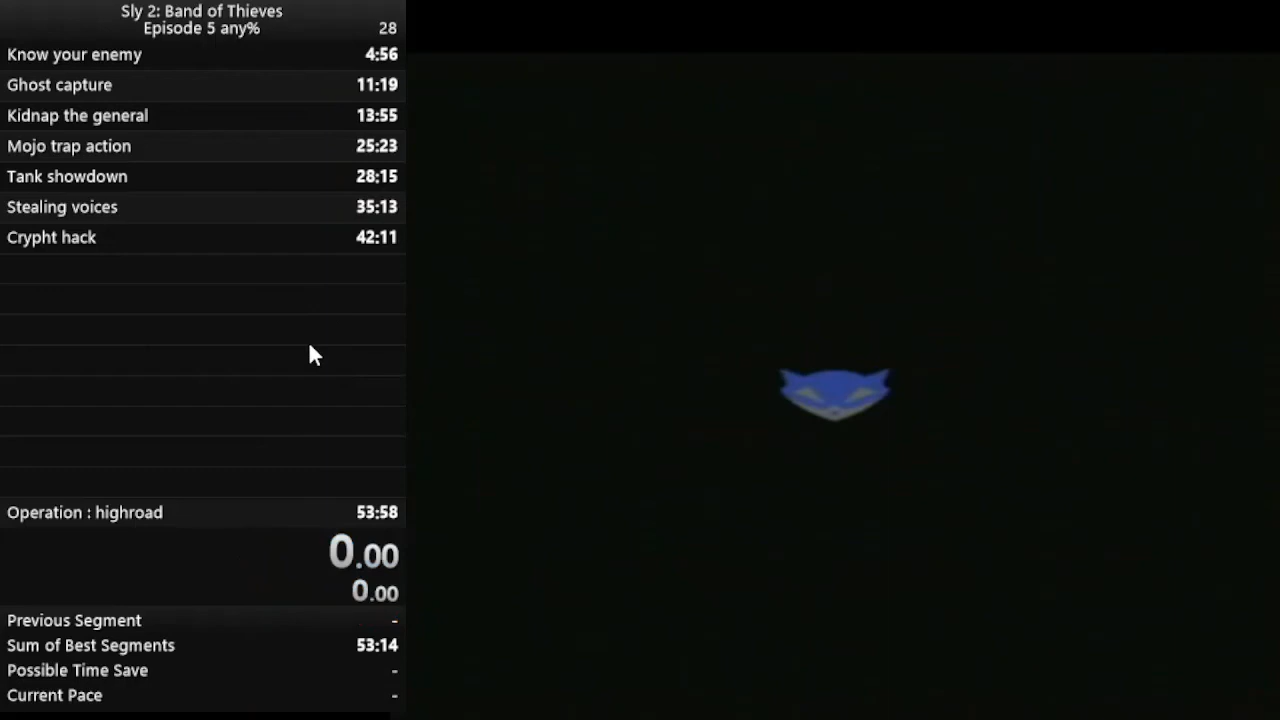 Sly 2: Band of Thieves
Episode 5 any% 28
Know your enemy 4:56
Ghost capture 11:19
Kidnap the general 13:55
Mojo trap action 25:23
Tank showdown 28:15
Stealing voices 35:13
Crypht hack 42:11
Operation : highroad 53:58
0.00
0.00
Previous Segment -
Sum of Best Segments 53:14
Possible Time Save -
Current Pace -